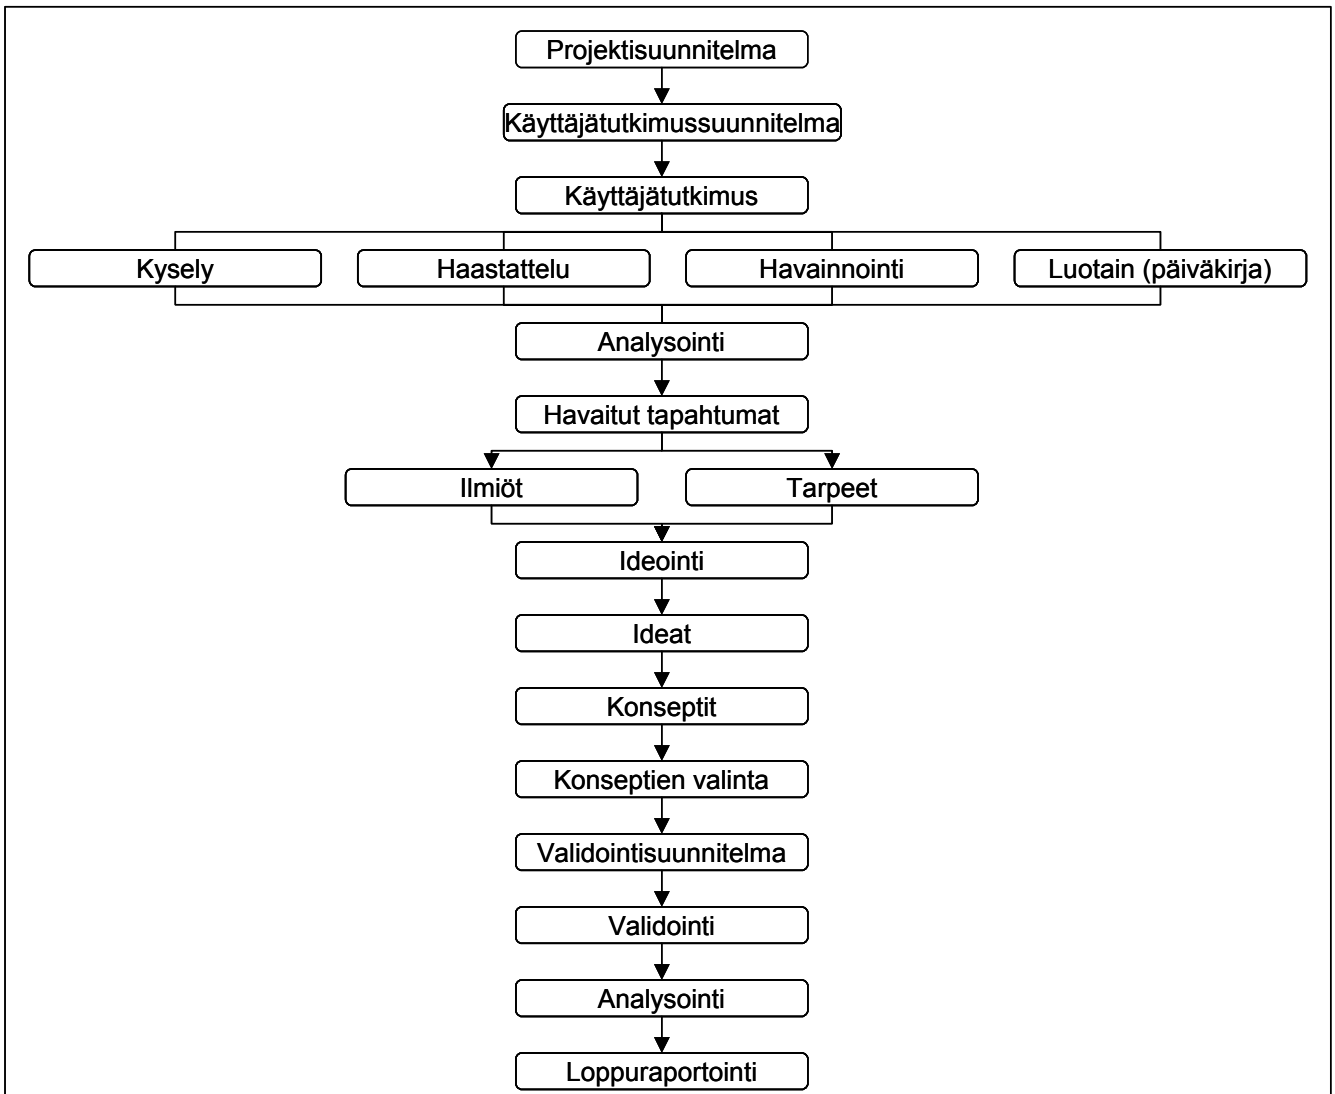 Projektisuunnitelma
Käyttäjätutkimussuunnitelma
Käyttäjätutkimus
Kysely
Haastattelu
Havainnointi
Luotain (päiväkirja)
Analysointi
Havaitut tapahtumat
Ilmiöt
Tarpeet
Ideointi
Ideat
Konseptit
Konseptien valinta
Validointisuunnitelma
Validointi
Analysointi
Loppuraportointi